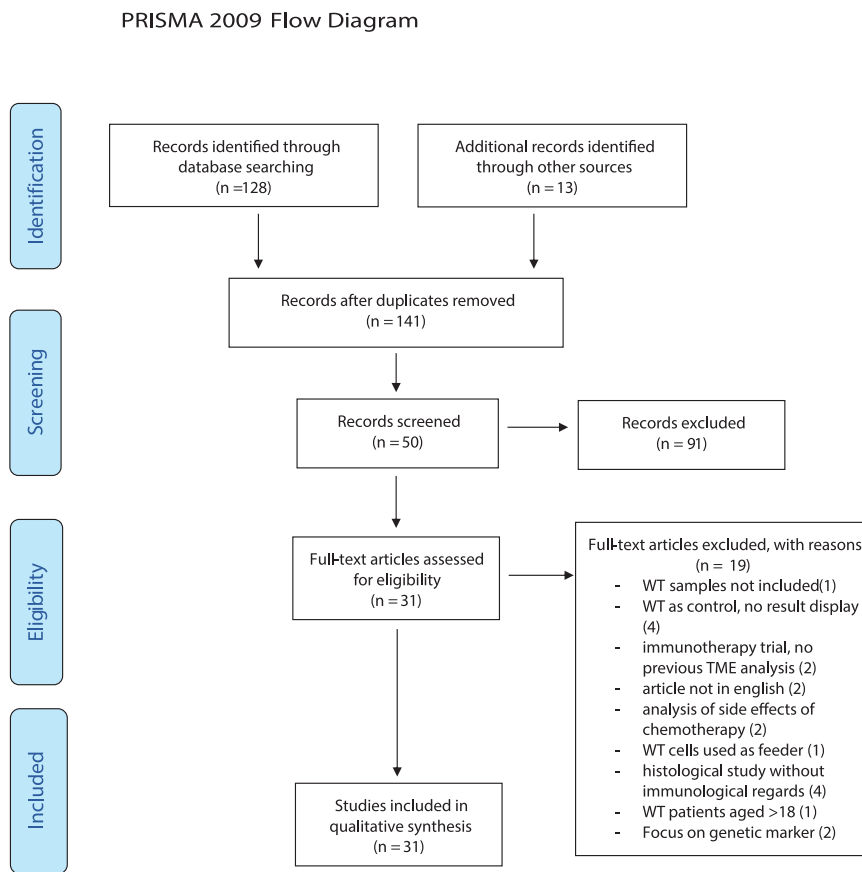 PRISMA 2009 Flow Diagram
Identification
Records identified through
database searching
(n =128)
Additional records identified
through other sources
(n = 13)
Records after duplicates removed
(n = 141)
Screening
Records screened
(n = 50)
Records excluded
(n = 91)
Eligibility
Full-text articles assessed
for eligibility
(n = 31)
Full-text articles excluded, with reasons
(n = 19)
- WT samples not included(1)
- WT as control, no result display
(4)
- immunotherapy trial, no
previous TME analysis (2)
- article not in english (2)
- analysis of side effects of
chemotherapy (2)
- WT cells used as feeder (1)
- histological study without
immunological regards (4)
- WT patients aged >18 (1)
- Focus on genetic marker (2)
Included
Studies included in
qualitative synthesis
(n = 31)